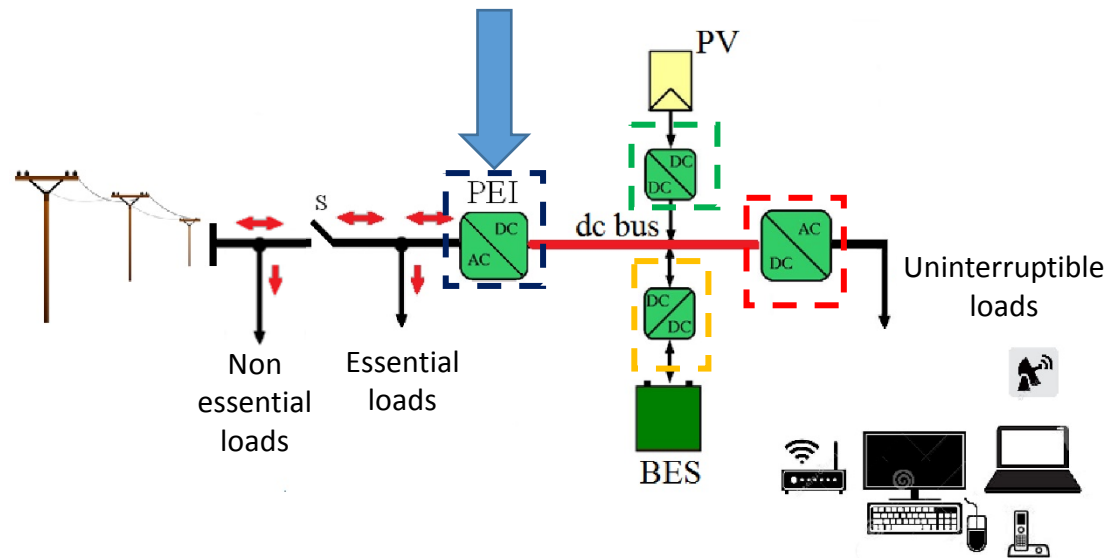 PV
DC
DC
S
PEI
DC
AC
dc bus
AC
DC
Uninterruptible
loads
DC
DC
Non
essential
loads
Essential
loads
BES